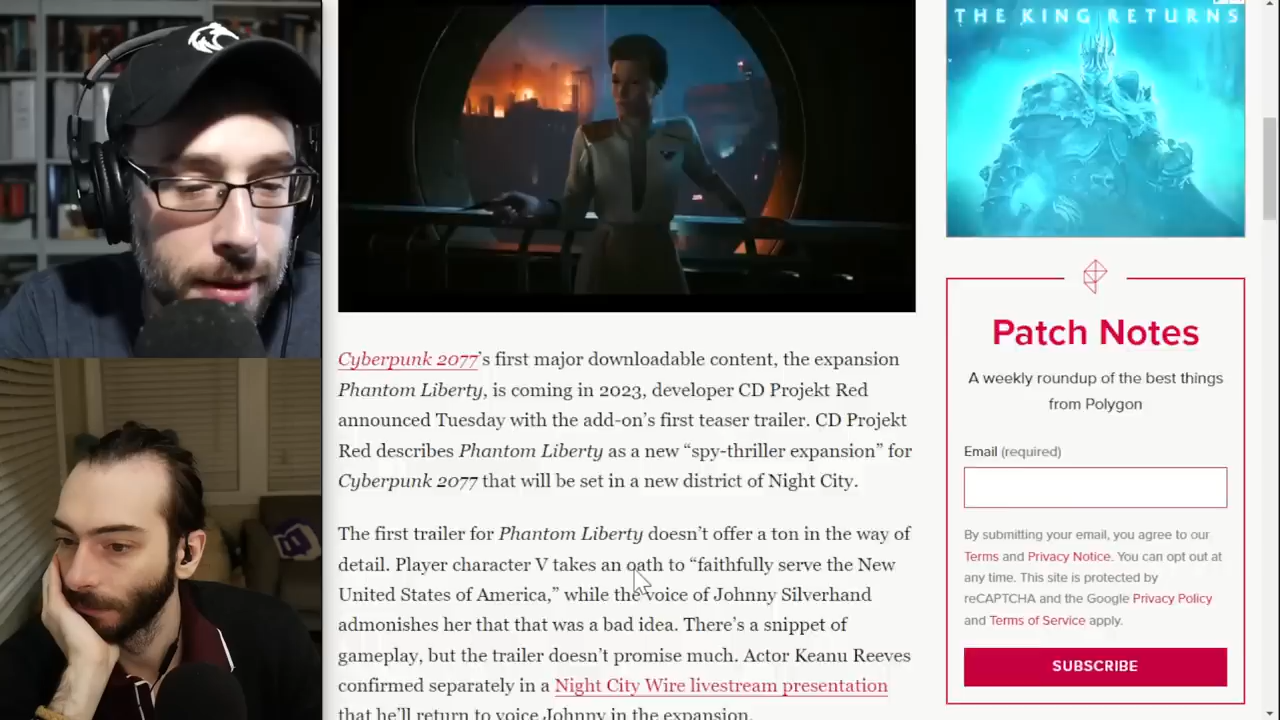 THE KING RETURNS
Cyberpunk 2077's first major downloadable content, the expansion
Phantom Liberty, is coming in 2023, developer CD Projekt Red
announced Tuesday with the add-on's first teaser trailer. CD Projekt
Red describes Phantom Liberty as a new “spy-thriller expansion” for
Cyberpunk 2077 that will be set in a new district of Night City.
The first trailer for Phantom Liberty doesn't offer a ton in the way of
detail. Player character V takes an oath to “faithfully serve the New
United States of America,” while the voice of Johnny Silverhand
admonishes her that that was a bad idea. There's a snippet of
gameplay, but the trailer doesn't promise much. Actor Keanu Reeves
confirmed separately in a Night City Wire livestream presentation
that he'll return to voice Johnny in the expansion.
Patch Notes
A weekly roundup of the best things
from Polygon
Email (required)
By submitting your email, you agree to our
Terms and Privacy Notice. You can opt out at
any time. This site is protected by
reCAPTCHA and the Google Privacy Policy
and Terms of Service apply.
SUBSCRIBE